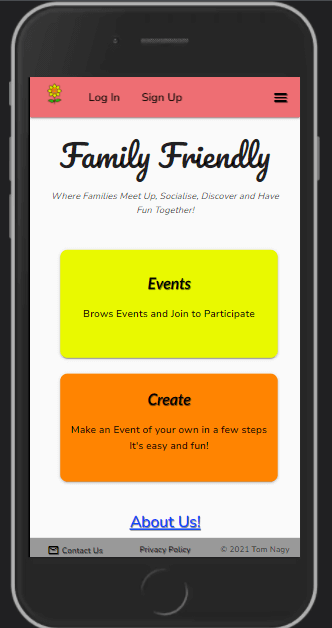 Log In Sign Up
Family Friendly
Where Families Meet Up, Socialise, Discover and Have
Fun Together!
Events
Brows Events and Join to Participate
Create
Make an Event of your own in a few steps
It's easy and fun!
About Us!
Contact Us Privacy Policy © 2021 Tom Nagy